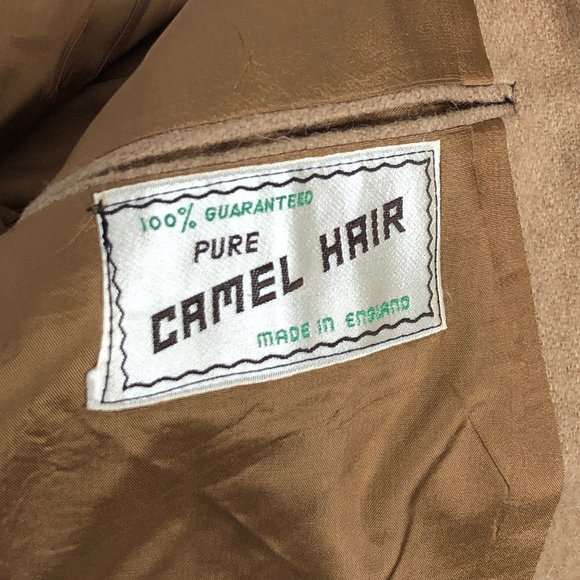 100% GUARANTEED
PURE
CAMEL HAIR
MADE IN ENGLAND